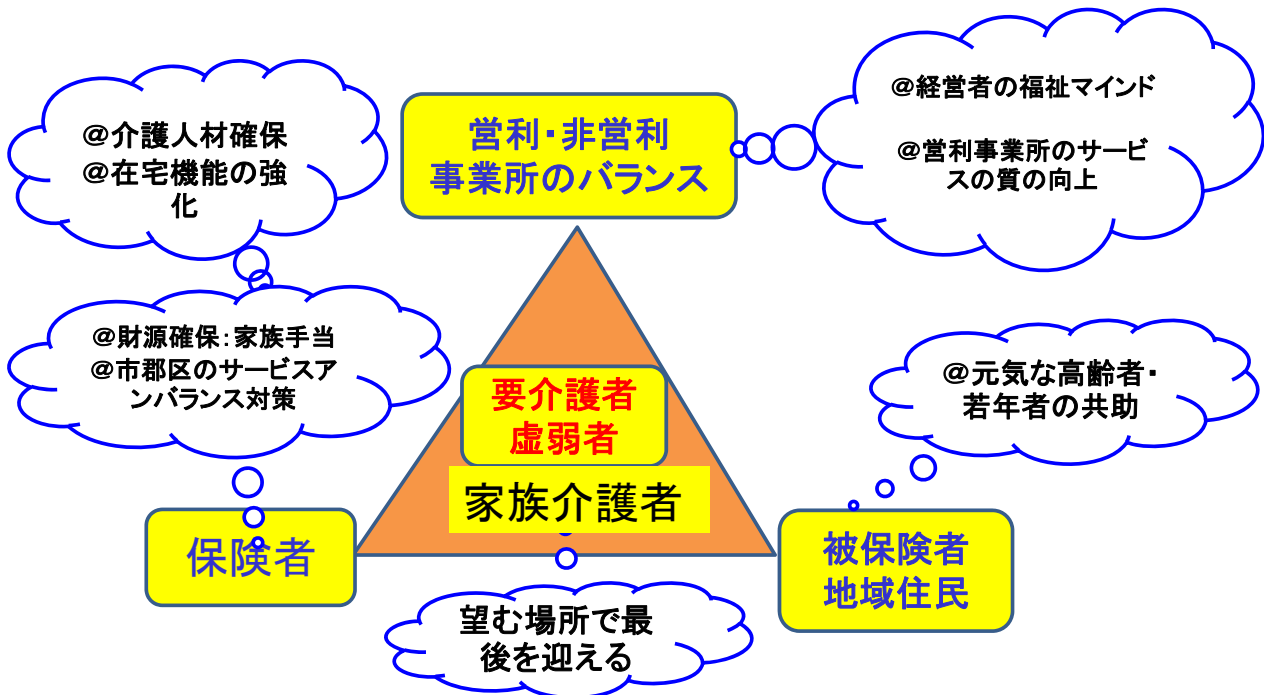 @経営者の福祉マインド
@営利事業所のサービ
スの質の向上
営利・非営利
事業所のバランス
@介護人材確保
@在宅機能の強
化
@財源確保：家族手当
@市郡区のサービスア
ンバランス対策
@元気な高齢者・
若年者の共助
要介護者
虚弱者
家族介護者
保険者
被保険者
地域住民
望む場所で最
後を迎える